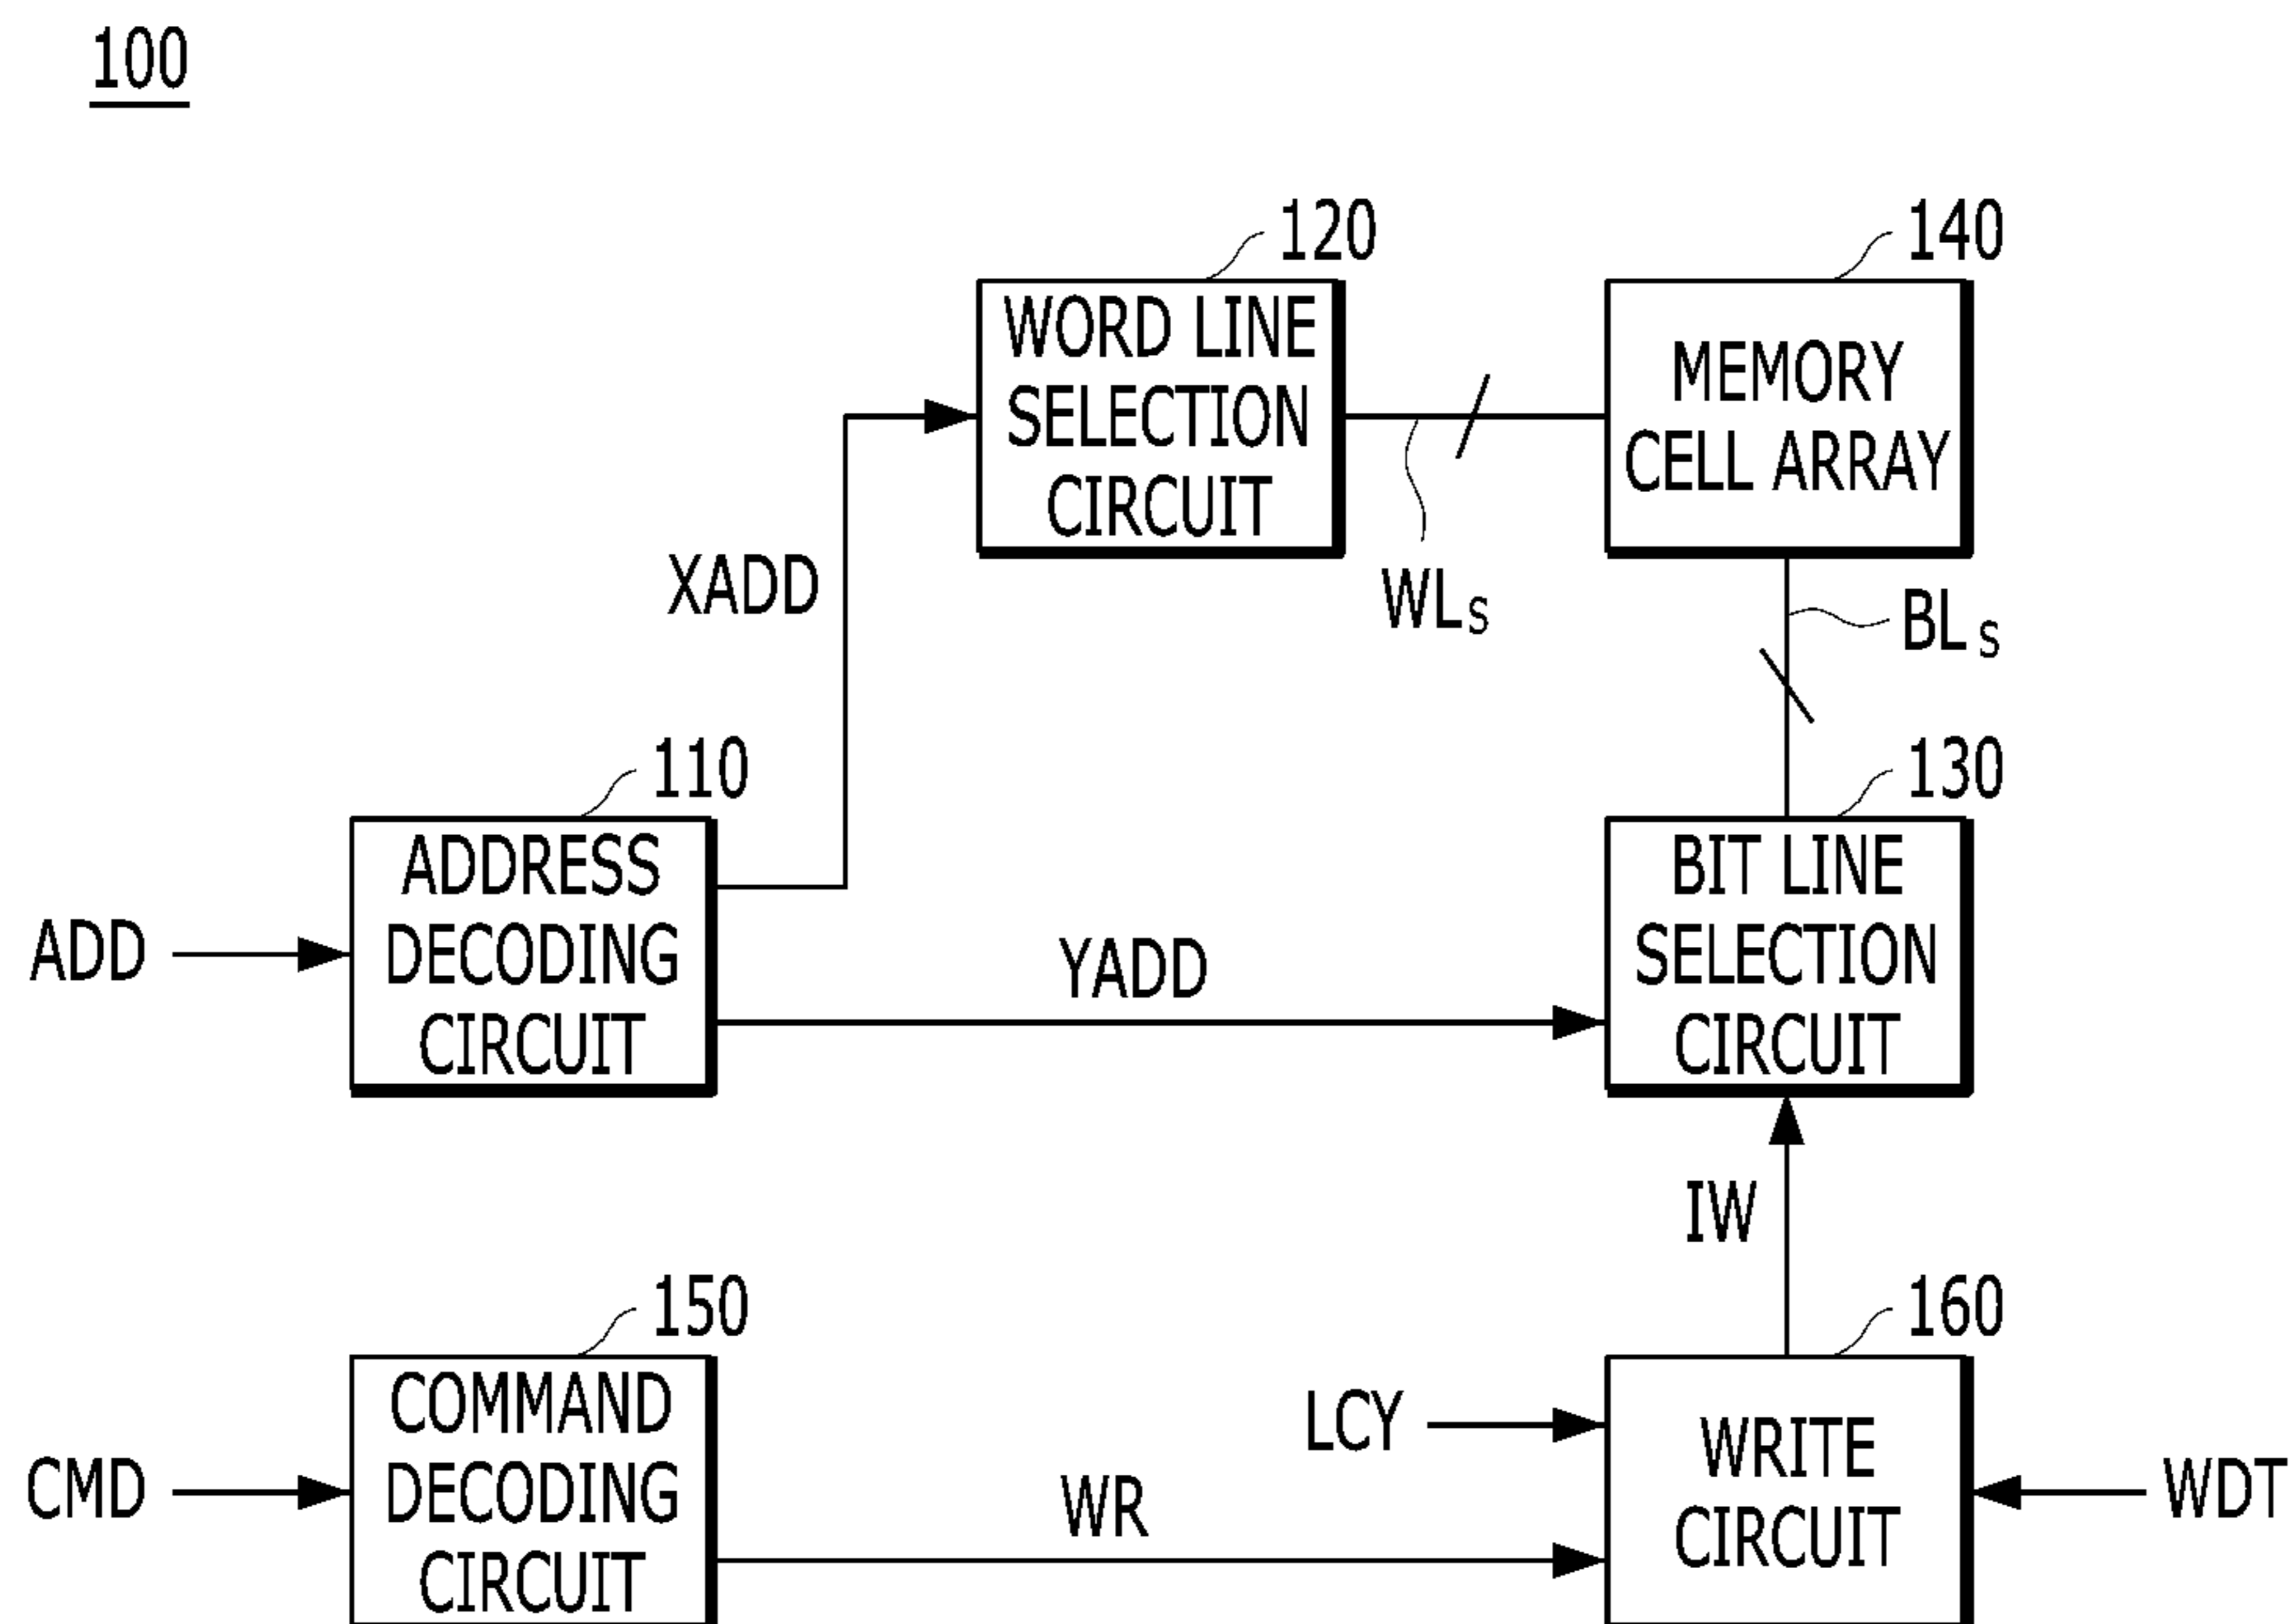 100
120
WORD LINE
SELECTION
CIRCUIT
140
MEMORY
CELL ARRAY
XADD
WLS
BLS
110
ADDRESS
DECODING
CIRCUIT
ADD
YADD
130
BIT LINE
SELECTION
CIRCUIT
IW
150
COMMAND
DECODING
CIRCUIT
CMD
WR
LCY
160
WRITE
CIRCUIT
WDT